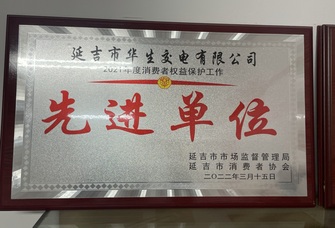 延吉市华生交电有限公司
2021年度消费者权益保护工作
先进单位
延吉市市场监督管理局
延吉市消费者协会
二〇二二年三月十五日